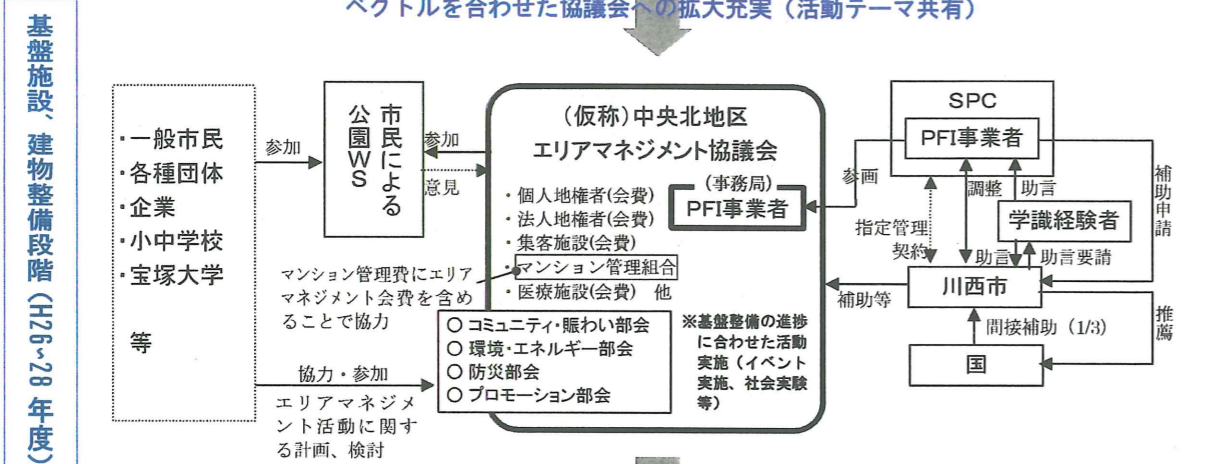 ベクトルを合わせた協議会への拡大充実（活動テーマ共有）
基盤施設、建物整備段階（H26~28 年度）
・一般市民
・各種団体
・企業
・小中学校
・宝塚大学
等
参加
市民による
公園WS
参加
意見
（仮称）中央北地区
エリアマネジメント協議会
・個人地権者(会費)
・法人地権者(会費)
・集客施設(会費)
・マンション管理組合
・医療施設(会費)　他
（事務局）
PFI事業者
マンション管理費にエリア
マネジメント会費を含め
ることで協力
〇 コミュニティ・賑わい部会
〇 環境・エネルギー部会
〇 防災部会
〇 プロモーション部会
※基盤整備の進捗
に合わせた活動
実施（イベント
実施、社会実験
等）
協力・参加
エリアマネジメ
ント活動に関す
る計画、検討
SPC
PFI事業者
参画
調整
助言
学識経験者
指定管理
契約
助言
助言要請
補助申請
川西市
補助等
間接補助（1/3）
推薦
国